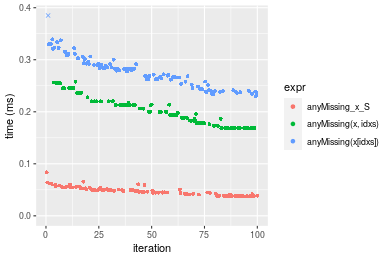 0.4
0.3
0.2
0.1
0.0
time (ms)
0
25
50
75
100
iteration
expr
anyMissing_x_S
anyMissing(x, idxs)
anyMissing(x[idxs])